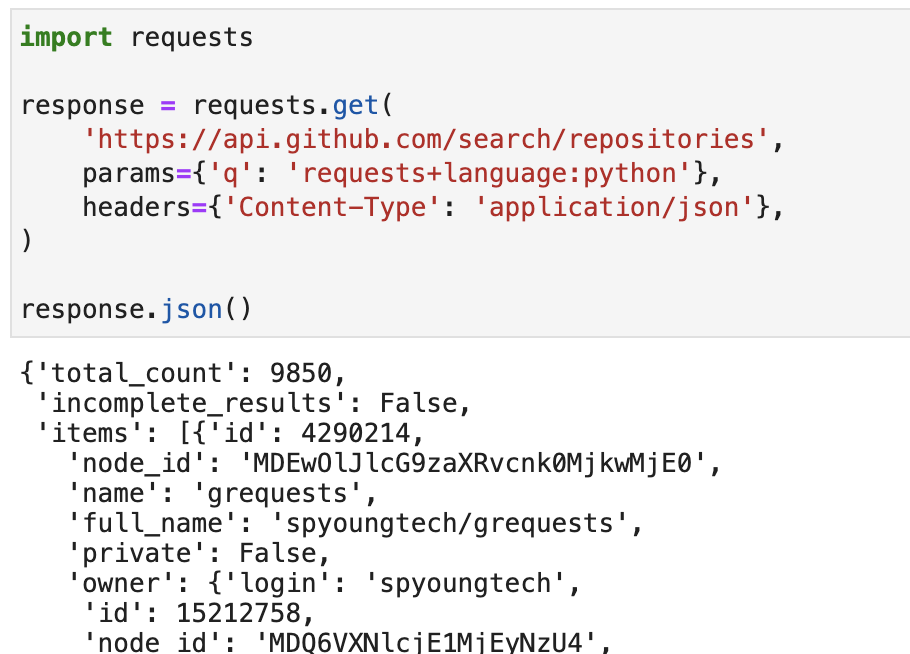 import requests

response = requests.get(
    'https://api.github.com/search/repositories',
    params={'q': 'requests+language:python'},
    headers={'Content-Type': 'application/json'},
)

response.json()

{'total_count': 9850,
 'incomplete_results': False,
 'items': [{'id': 4290214,
   'node_id': 'MDEwOlJlcG9zaXRvcnk0MjkwMjE0',
   'name': 'grequests',
   'full_name': 'spyoungtech/grequests',
   'private': False,
   'owner': {'login': 'spyoungtech',
    'id': 15212758,
    'node_id': 'MDQ6VXNlcjE1MjEyNzU4',